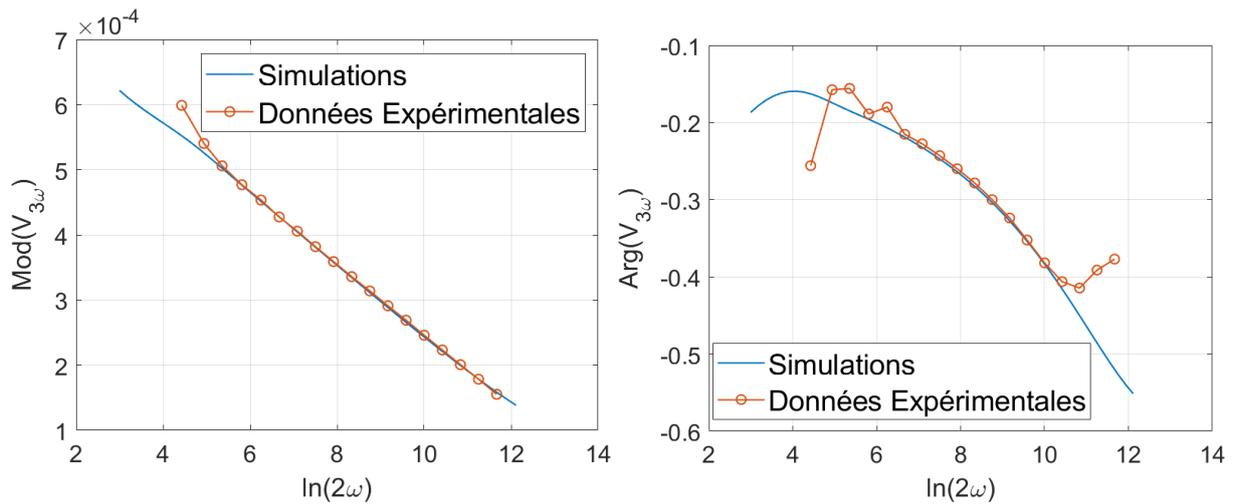 ×10⁻⁴
7
6
5
4
3
2
1
Mod(V₃ω)
Simulations
Données Expérimentales
2 4 6 8 10 12 14
ln(2ω)
-0.1
-0.2
-0.3
-0.4
-0.5
-0.6
Arg(V₃ω)
Simulations
Données Expérimentales
2 4 6 8 10 12 14
ln(2ω)